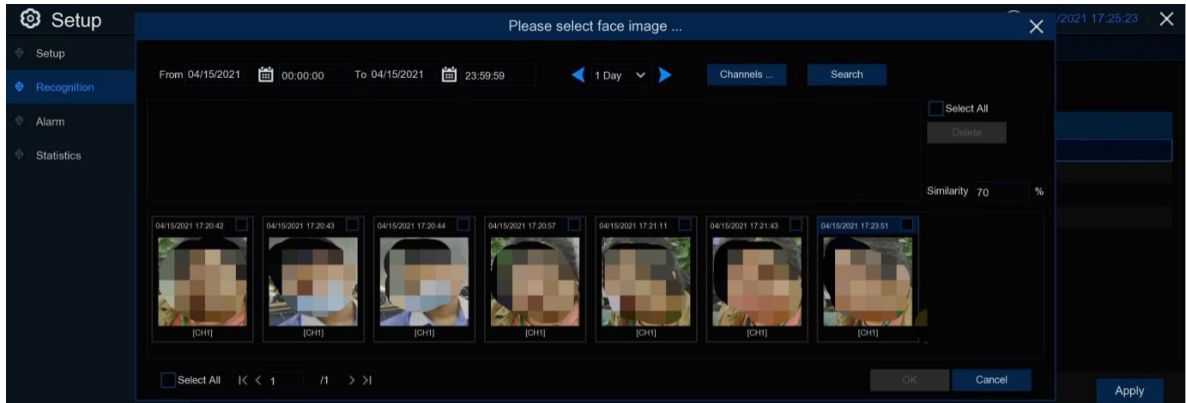 Setup
Please select face image ...
/2021 17:25:23
Setup
Recognition
Alarm
Statistics
From 04/15/2021 00:00:00 To 04/15/2021 23:59:59 1 Day Channels ... Search
Select All
Delete
Similarity 70 %
04/15/2021 17:20:42 04/15/2021 17:20:43 04/15/2021 17:20:44 04/15/2021 17:20:57 04/15/2021 17:21:11 04/15/2021 17:21:43 04/15/2021 17:23:51
[CH1] [CH1] [CH1] [CH1] [CH1] [CH1] [CH1]
Select All 1 /1
OK Cancel
Apply